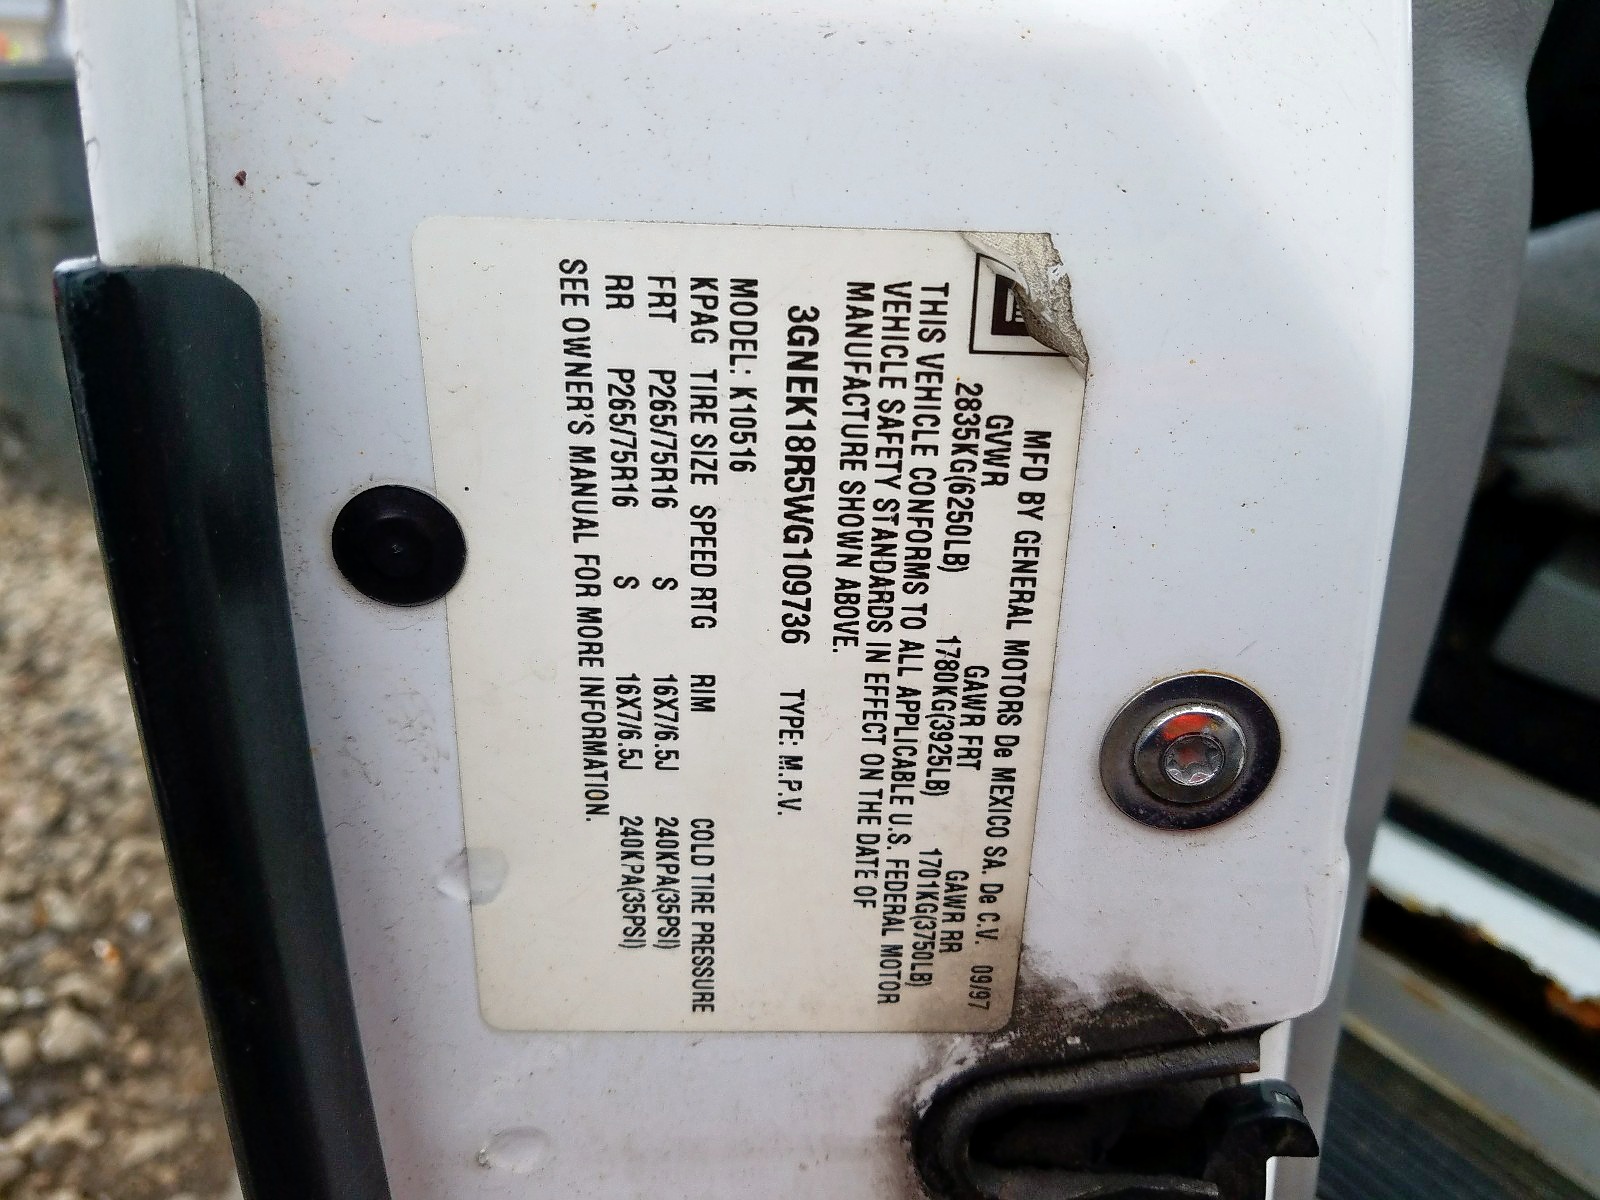 MFD BY GENERAL MOTORS De MEXICO SA. De C.V. 09/97
GVWR GAWR FRT GAWR RR
2835KG(6250LB) 1780KG(3925LB) 1701KG(3750LB)
THIS VEHICLE CONFORMS TO ALL APPLICABLE U.S. FEDERAL MOTOR
VEHICLE SAFETY STANDARDS IN EFFECT ON THE DATE OF
MANUFACTURE SHOWN ABOVE.
3GNEK18R5WG109736 TYPE: M.P.V.
MODEL: K10516
KPAG TIRE SIZE SPEED RTG RIM COLD TIRE PRESSURE
FRT P265/75R16 S 16X7/6.5J 240KPA(35PSI)
RR P265/75R16 S 16X7/6.5J 240KPA(35PSI)
SEE OWNER'S MANUAL FOR MORE INFORMATION.